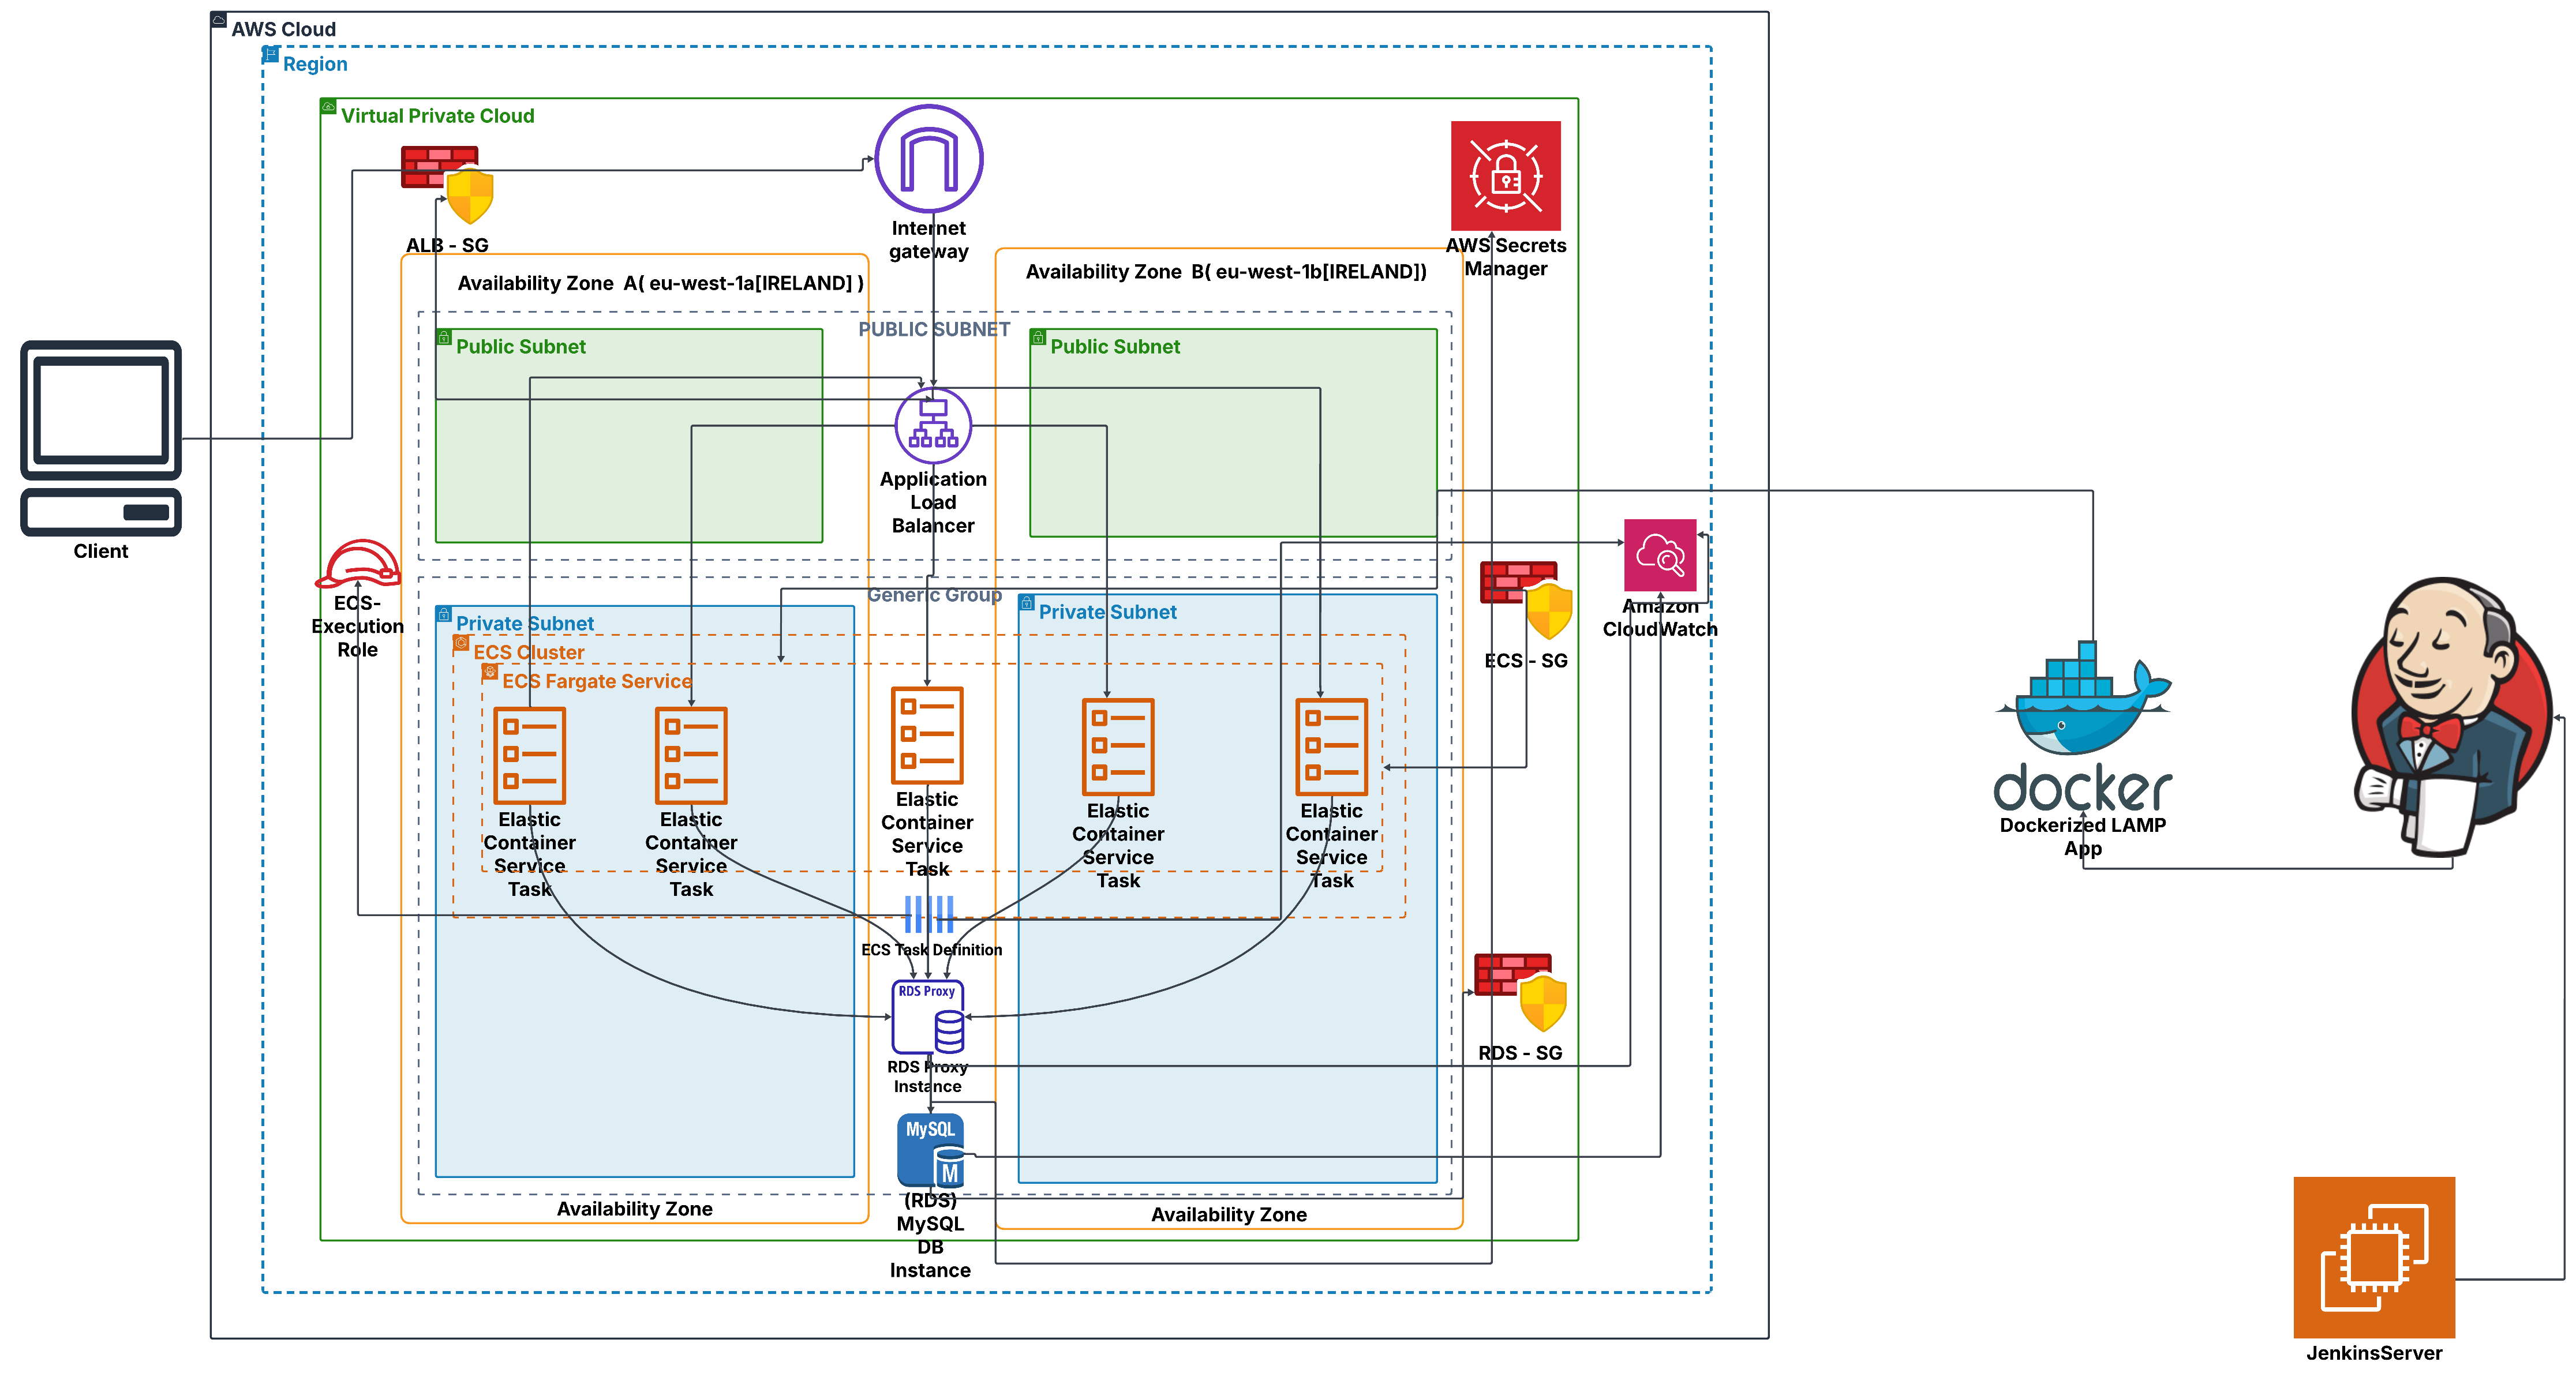 AWS Cloud
Region
Virtual Private Cloud
ALB - SG
Internet
gateway
AWS Secrets
Manager
Availability Zone A( eu-west-1a[IRELAND] )
Availability Zone B( eu-west-1b[IRELAND])
PUBLIC SUBNET
Public Subnet
Public Subnet
Application
Load
Balancer
Client
ECS-
Execution
Role
Generic Group
Private Subnet
Private Subnet
ECS Cluster
ECS Fargate Service
ECS - SG
Amazon
CloudWatch
Elastic
Container
Service
Task
Elastic
Container
Service
Task
Elastic
Container
Service
Task
Elastic
Container
Service
Task
Elastic
Container
Service
Task
ECS Task Definition
RDS Proxy
RDS Proxy
Instance
RDS - SG
MySQL
M
(RDS)
MySQL
DB
Instance
Availability Zone
Availability Zone
docker
Dockerized LAMP
App
JenkinsServer